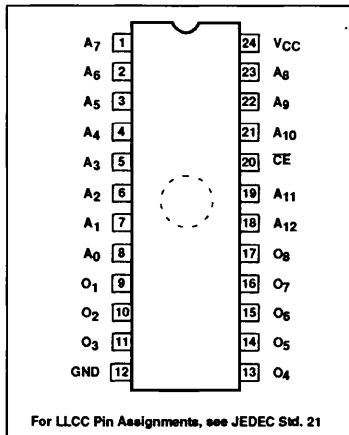 A7 1 24 VCC
A6 2 23 A8
A5 3 22 A9
A4 4 21 A10
A3 5 20 C̅E̅
A2 6 19 A11
A1 7 18 A12
A0 8 17 O8
O1 9 16 O7
O2 10 15 O6
O3 11 14 O5
GND 12 13 O4
For LLCC Pin Assignments, see JEDEC Std. 21